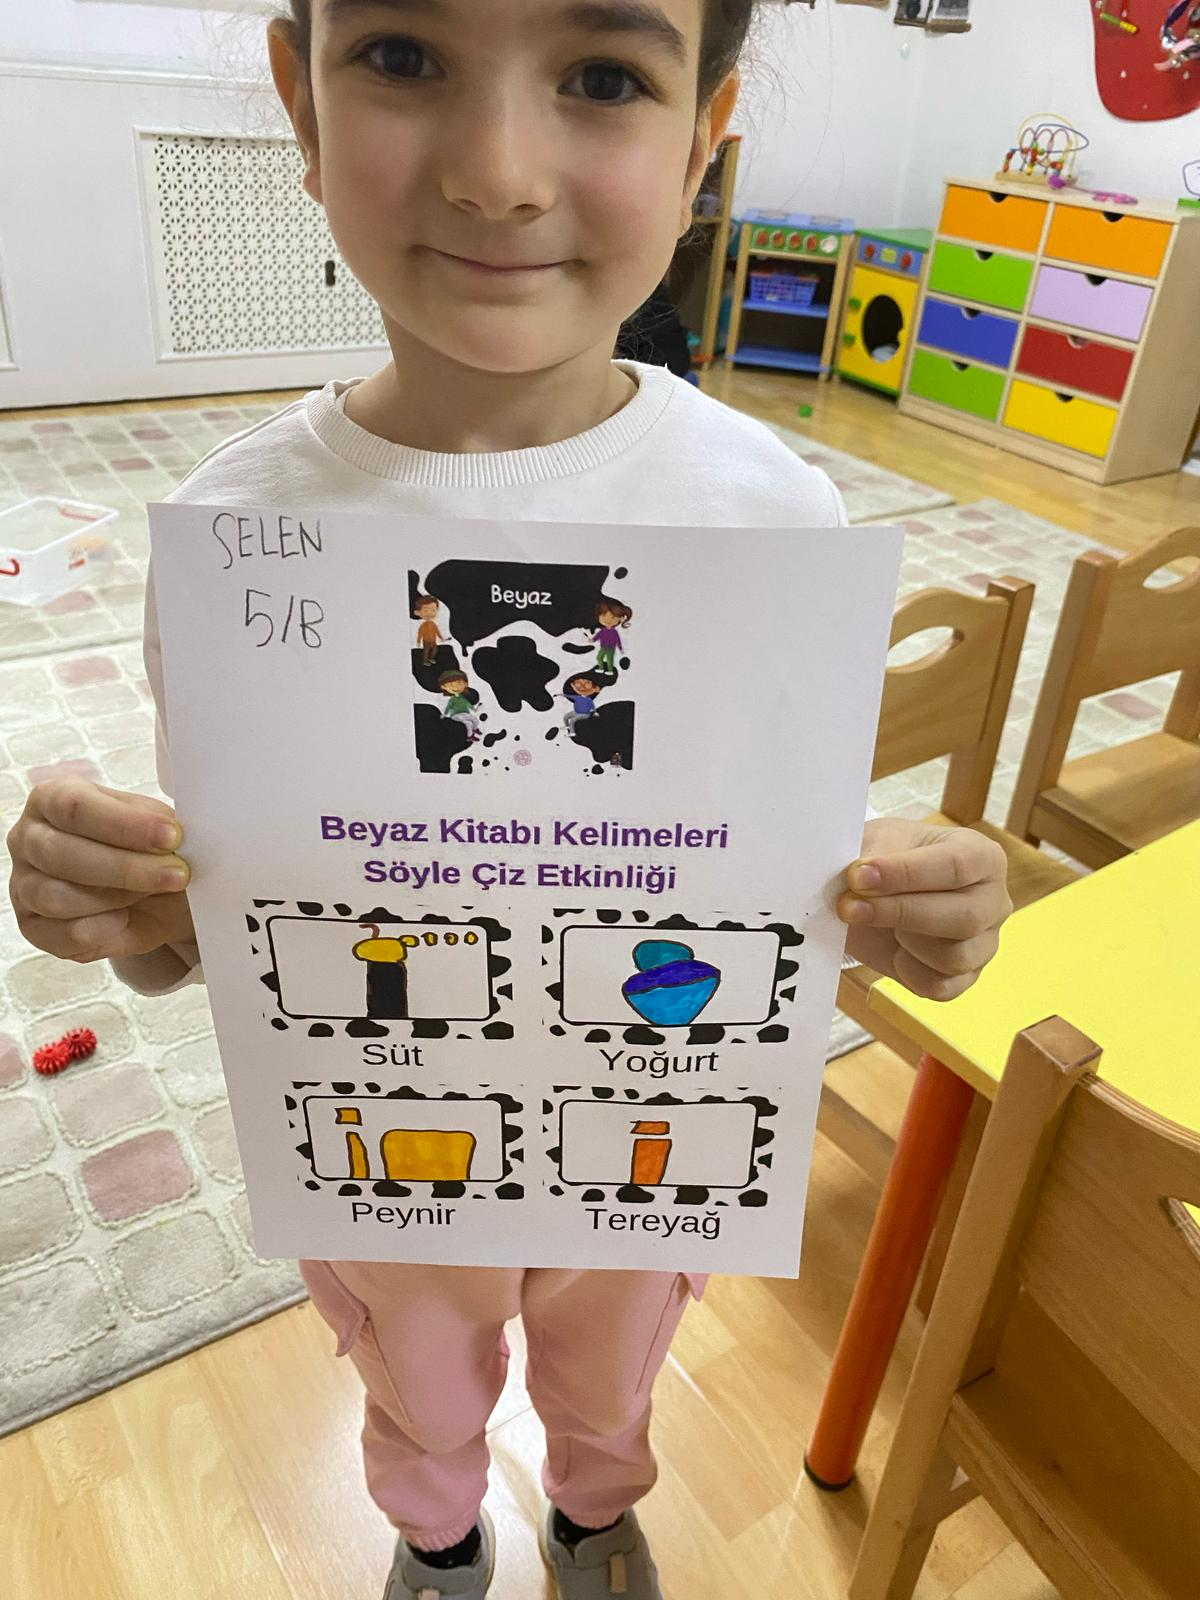 SELEN
5/B
Beyaz
Beyaz Kitabı Kelimeleri
Söyle Çiz Etkinliği
Süt
Yoğurt
Peynir
Tereyağ